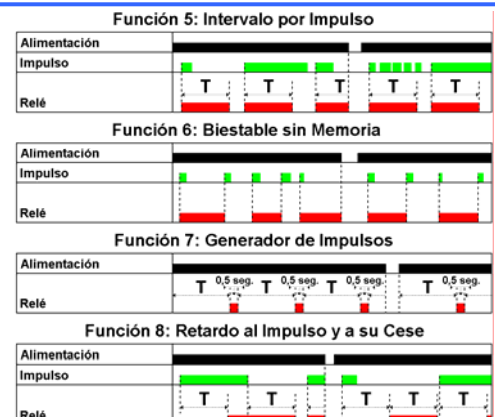 Función 5: Intervalo por Impulso
Alimentación
Impulso
T T T T T
Relé
Función 6: Biestable sin Memoria
Alimentación
Impulso
Relé
Función 7: Generador de Impulsos
Alimentación
T 0,5 seg. T 0,5 seg. T 0,5 seg. T 0,5 seg.
Relé
Función 8: Retardo al Impulso y a su Cese
Alimentación
Impulso
T T T T T
Relé